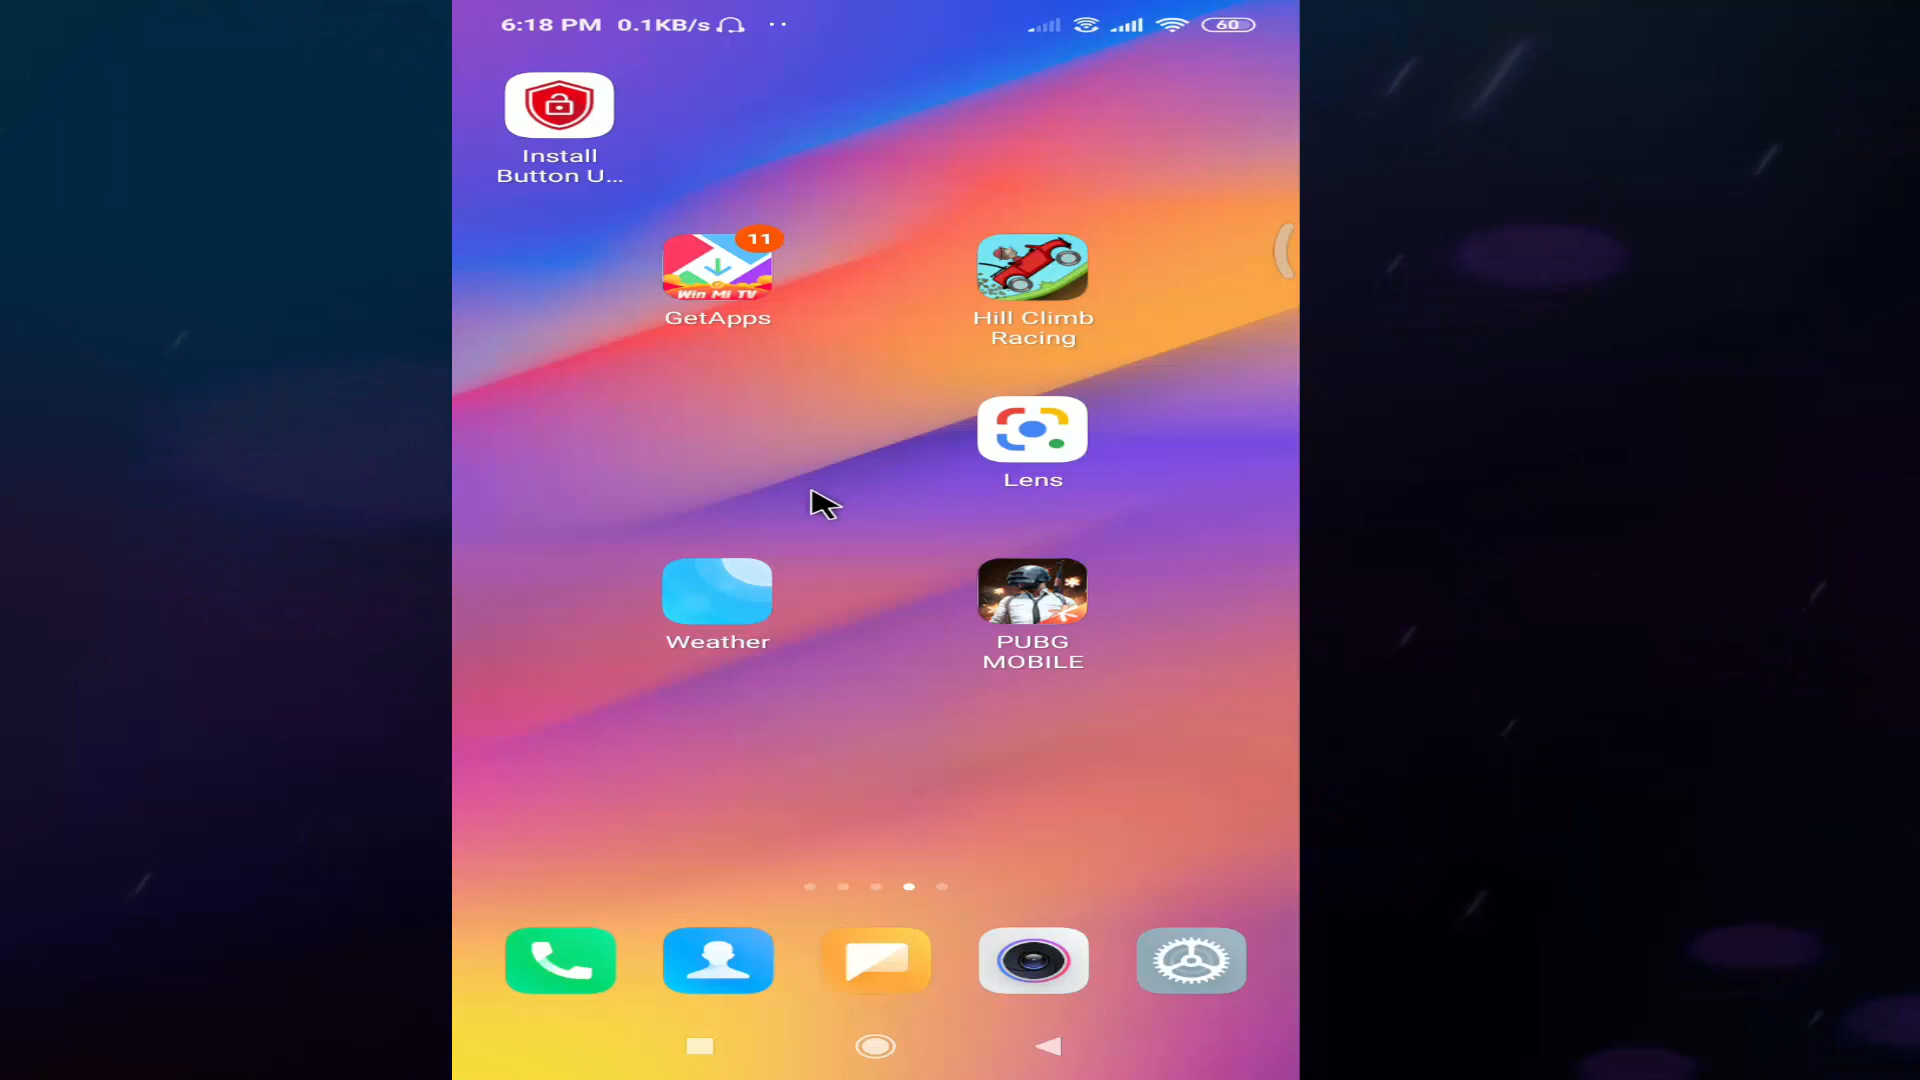 6:18 PM 0.1KB/s
60
Install
Button U...
11
Win Mi TV
GetApps
Hill Climb
Racing
Lens
Weather
PUBG
MOBILE